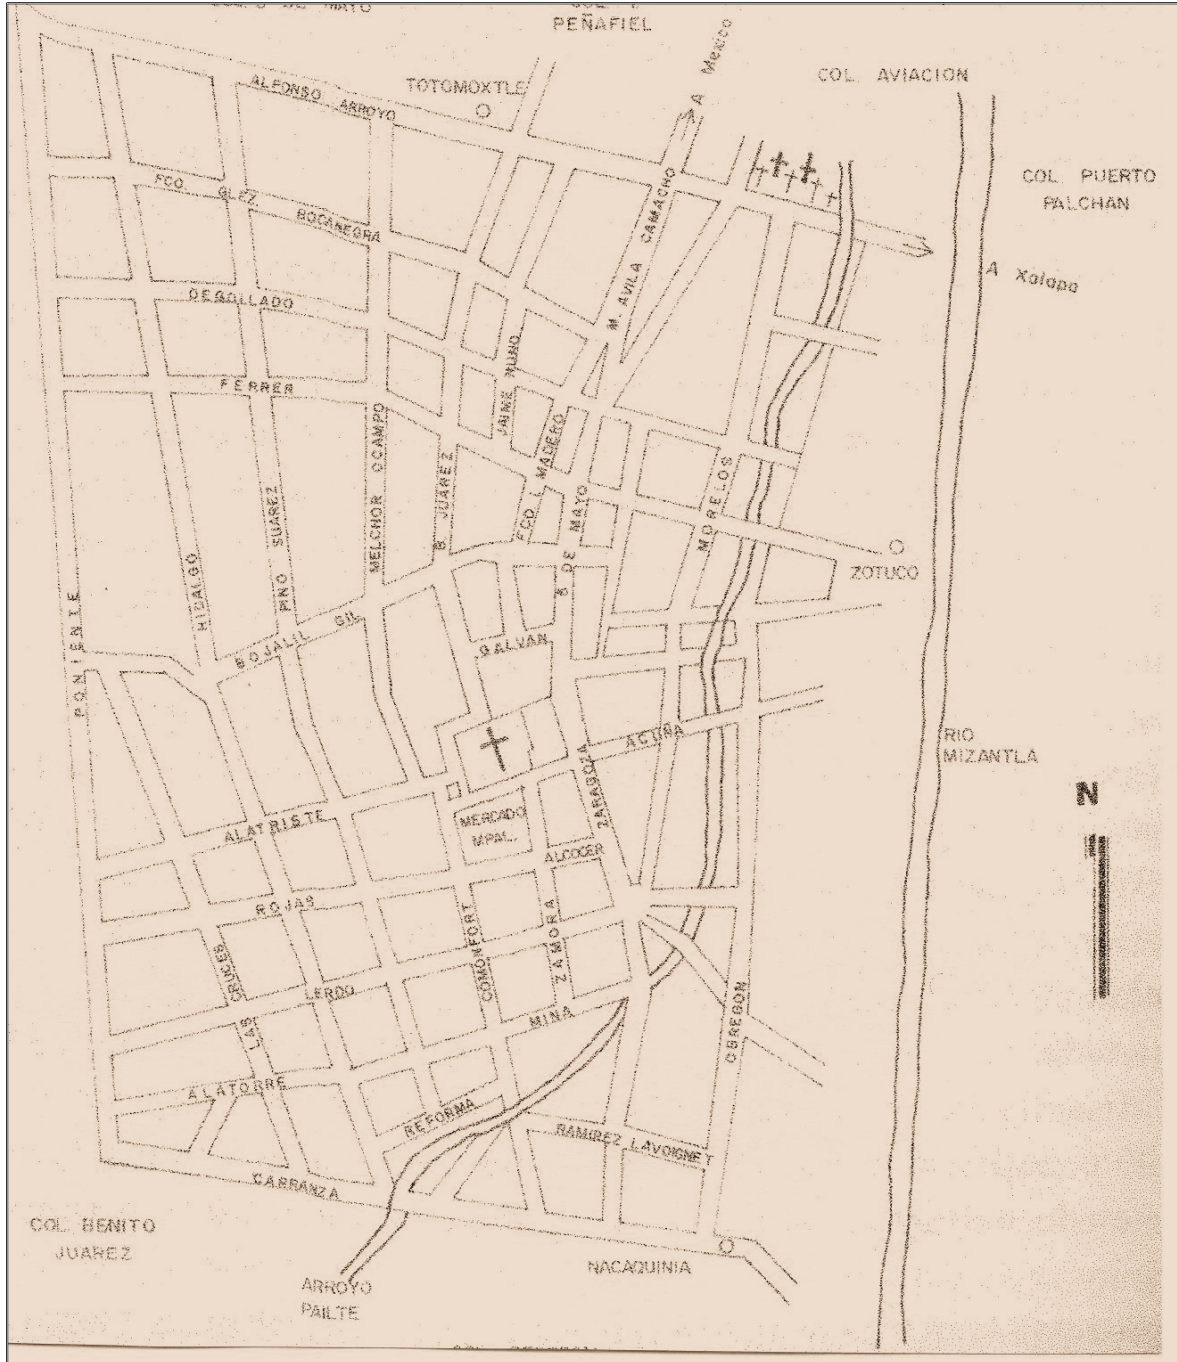 DE MAYO
PEÑAFIEL
A Mexico
COL. AVIACION
TOTOMOXTLE
ALFONSO ARROYO
COL. PUERTO
PALCHAN
FCO. GLEZ. BOCANEGRA
M. AVILA CAMACHO
A Xalapa
DEGOLLADO
JAIME NUNO
FERRER
MELCHOR OCAMPO
B. JUAREZ
FCO. I. MADERO
5 DE MAYO
MORELOS
PINO SUAREZ
HIDALGO
ZOTUCO
PONIENTE
BOJALIL GIL
GALVAN
ACUÑA
RIO
MIZANTLA
ZARAGOZA
N
ALATRISTE
MERCADO
MPAL.
ALCOCER
ROJAS
COMONFORT
ZAMORA
LAS CRUCES
LERDO
MINA
OBREGON
ALATORRE
REFORMA
RAMIREZ LAVOIGNET
CARRANZA
COL. BENITO
JUAREZ
NACAQUINIA
ARROYO
PAILTE